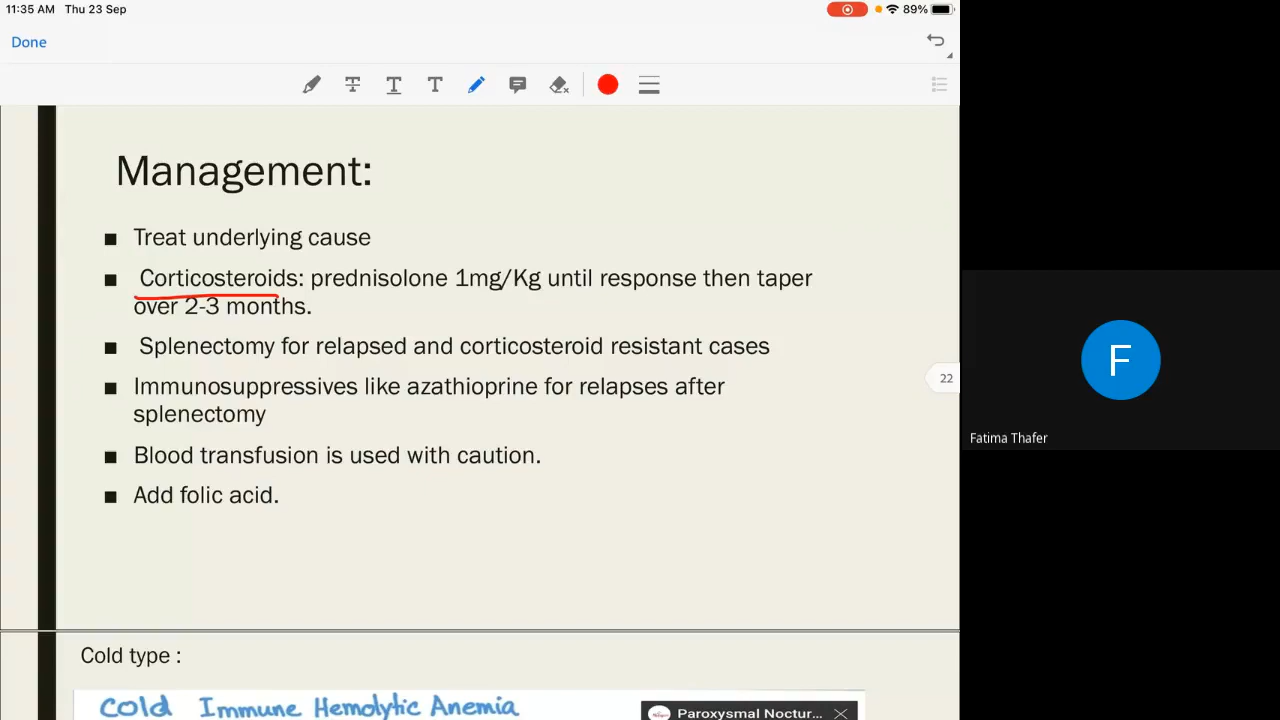 11:35 AM Thu 23 Sep
89%
Done
T T T
Management:
■ Treat underlying cause
■ Corticosteroids: prednisolone 1mg/Kg until response then taper
over 2-3 months.
■ Splenectomy for relapsed and corticosteroid resistant cases
■ Immunosuppressives like azathioprine for relapses after
splenectomy
22
■ Blood transfusion is used with caution.
■ Add folic acid.
F
Fatima Thafer
Cold type :
Cold Immune Hemolytic Anemia
Paroxysmal Noctur...